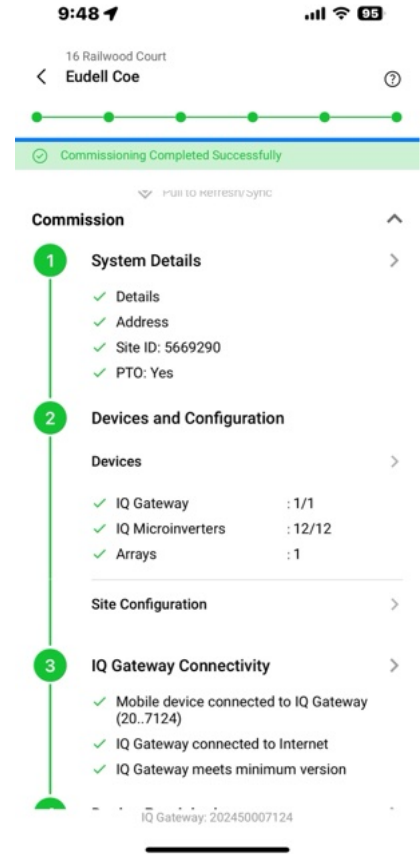 9:48
95
16 Railwood Court
Eudell Coe
Commissioning Completed Successfully
Pull to Refresh/Sync
Commission
1 System Details
Details
Address
Site ID: 5669290
PTO: Yes
2 Devices and Configuration
Devices
IQ Gateway : 1/1
IQ Microinverters : 12/12
Arrays : 1
Site Configuration
3 IQ Gateway Connectivity
Mobile device connected to IQ Gateway
(20..7124)
IQ Gateway connected to Internet
IQ Gateway meets minimum version
IQ Gateway: 202450007124